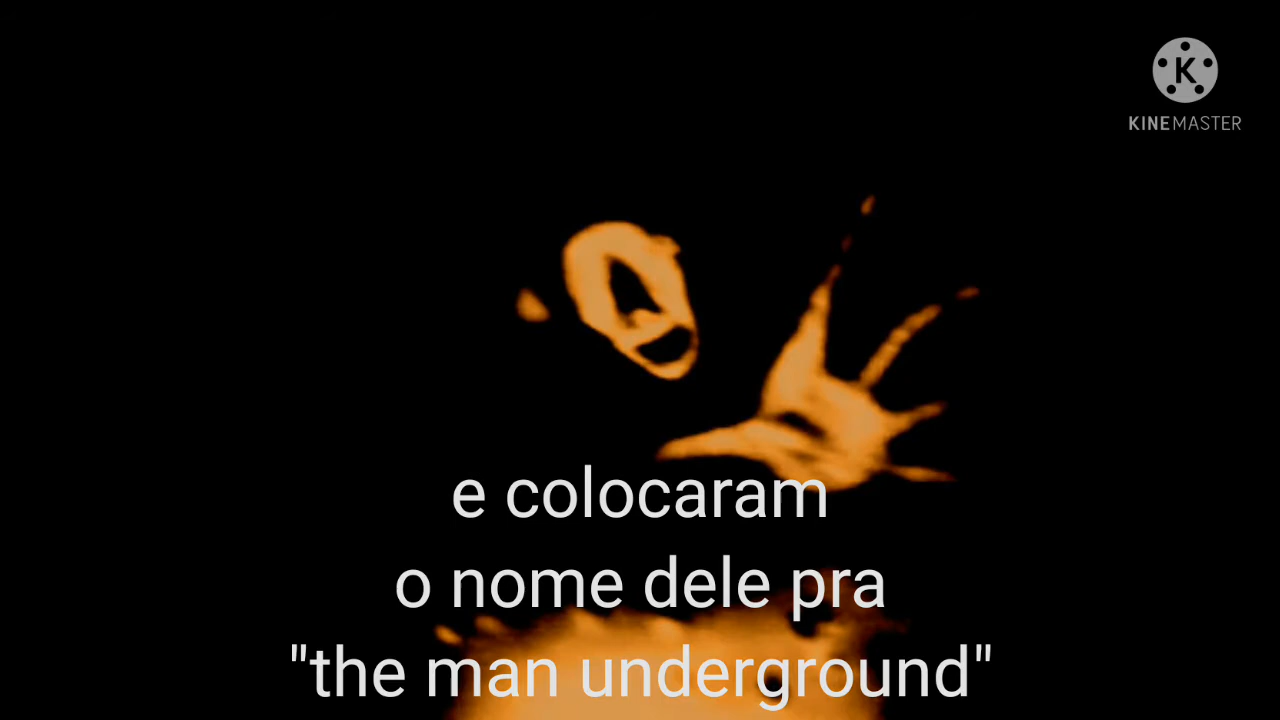 K
KINEMASTER
e colocaram
o nome dele pra
"the man underground"